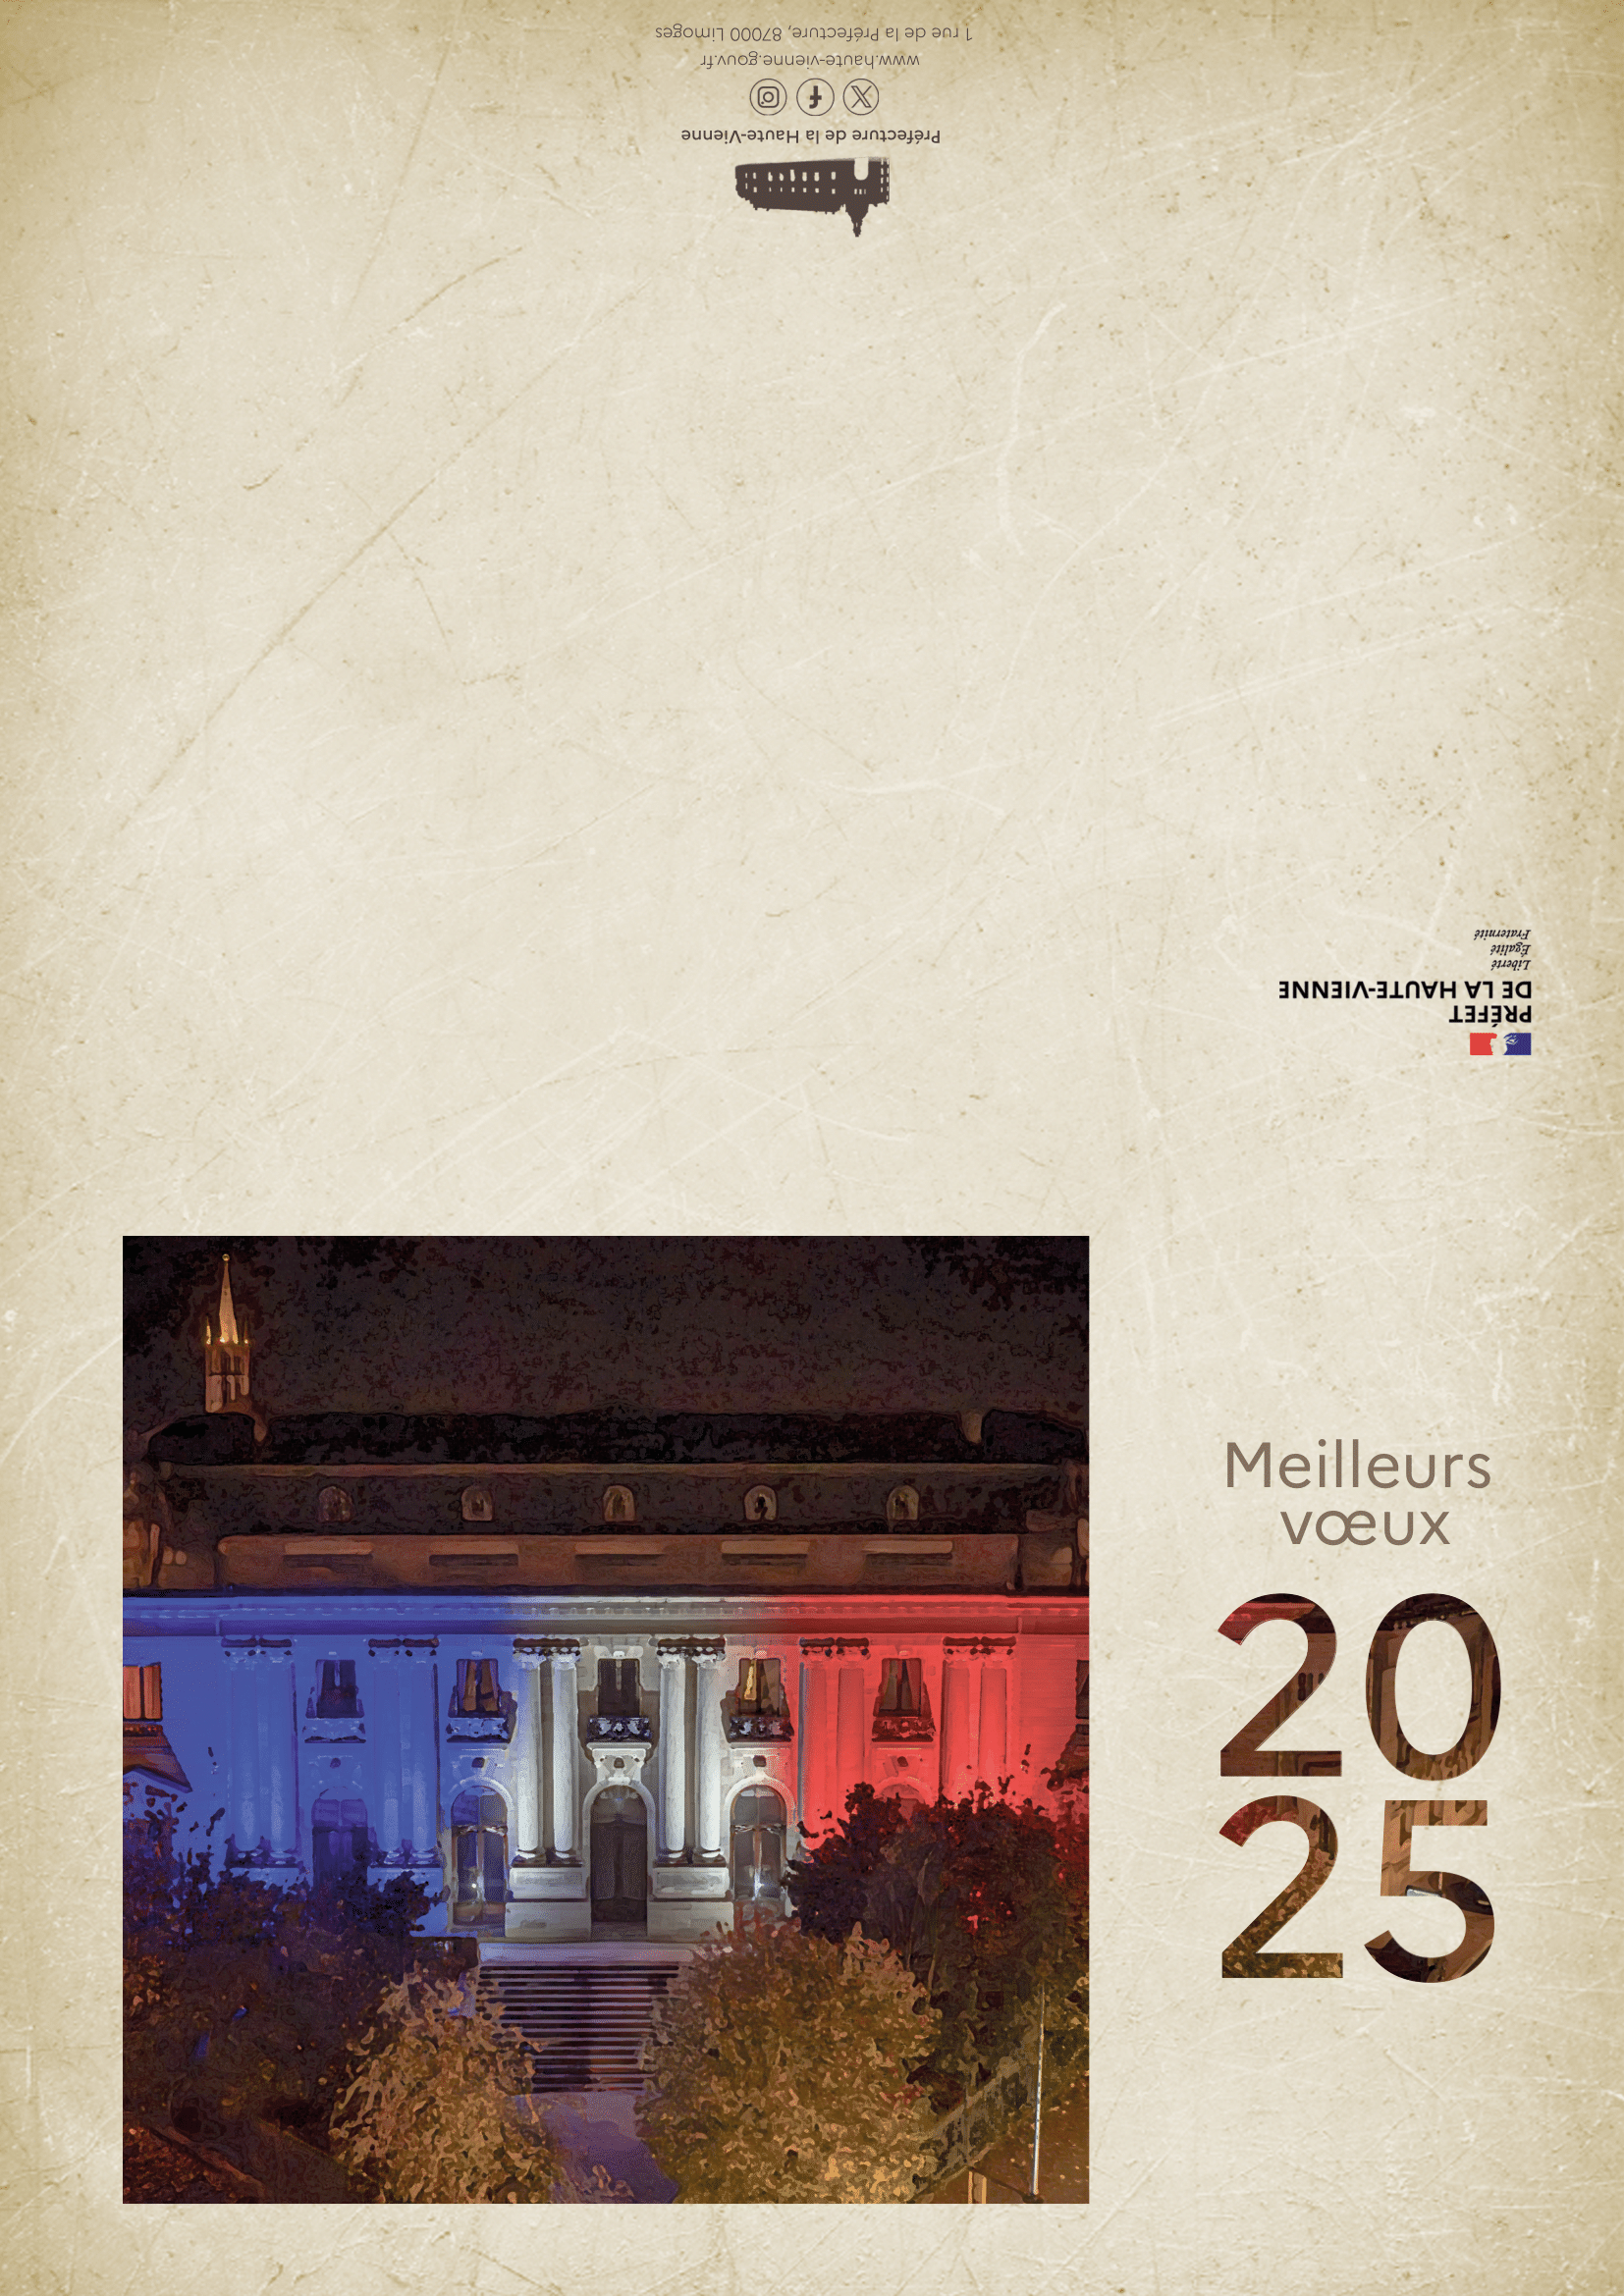 1 rue de la Préfecture, 87000 Limoges
www.haute-vienne.gouv.fr
Préfecture de la Haute-Vienne
PRÉFET
DE LA HAUTE-VIENNE
Liberté
Égalité
Fraternité
Meilleurs
vœux
20
25